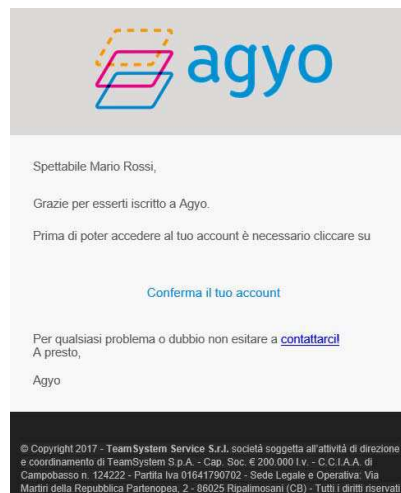 agyo
Spettabile Mario Rossi,
Grazie per esserti iscritto a Agyo.
Prima di poter accedere al tuo account è necessario cliccare su
Conferma il tuo account
Per qualsiasi problema o dubbio non esitare a contattarci!
A presto,
Agyo
© Copyright 2017 - TeamSystem Service S.r.l. società soggetta all'attività di direzione
e coordinamento di TeamSystem S.p.A. - Cap. Soc. € 200.000 I.v. - C.C.I.A.A. di
Campobasso n. 124222 - Partita Iva 01641790702 - Sede Legale e Operativa: Via
Martiri della Repubblica Partenopea, 2 - 86025 Ripalimosani (CB) - Tutti i diritti riservati